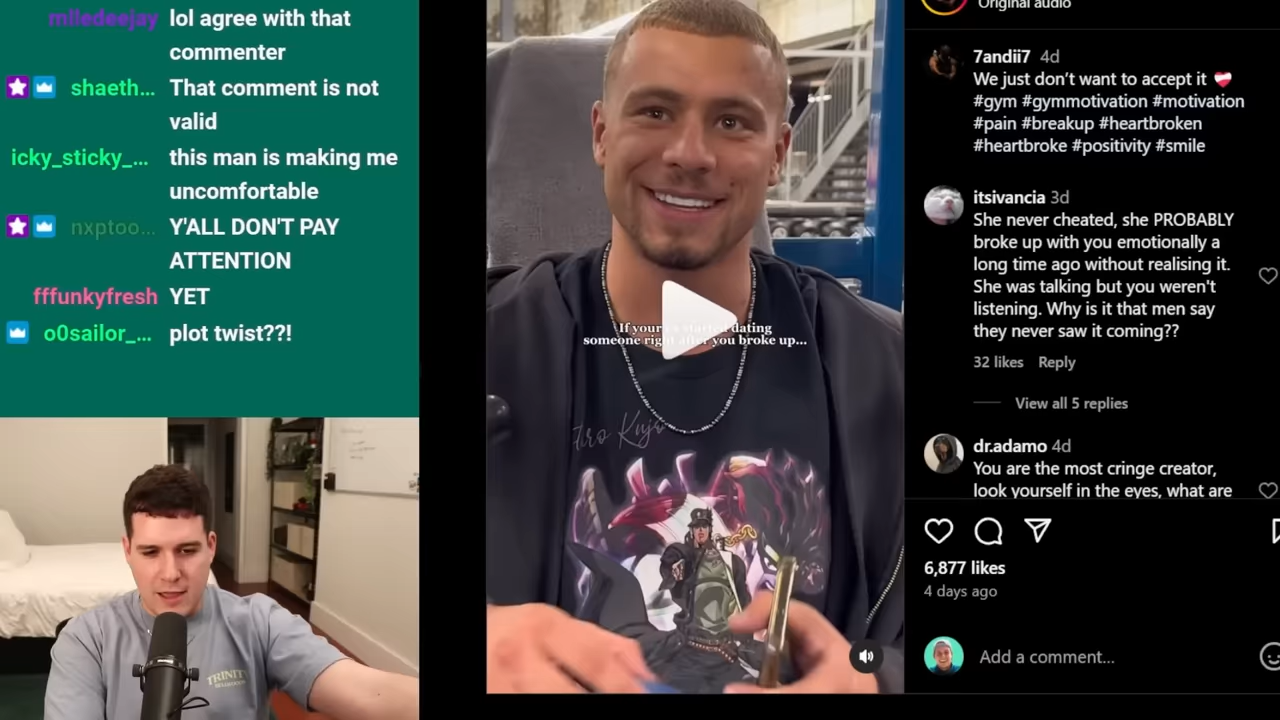 miledeejay lol agree with that
commenter
shaeth... That comment is not
valid
icky_sticky_... this man is making me
uncomfortable
nxptoo... Y'ALL DON'T PAY
ATTENTION
fffunkyfresh YET
o0sailor_... plot twist??!
TRINITY
If your ex started dating
someone right after you broke up...
Original audio
7andii7 4d
We just don't want to accept it ❤️‍🩹
#gym #gymmotivation #motivation
#pain #breakup #heartbroken
#heartbroke #positivity #smile
itsivancia 3d
She never cheated, she PROBABLY
broke up with you emotionally a
long time ago without realising it.
She was talking but you weren't
listening. Why is it that men say
they never saw it coming??
32 likes Reply
View all 5 replies
dr.adamo 4d
You are the most cringe creator,
look yourself in the eyes, what are
6,877 likes
4 days ago
Add a comment...